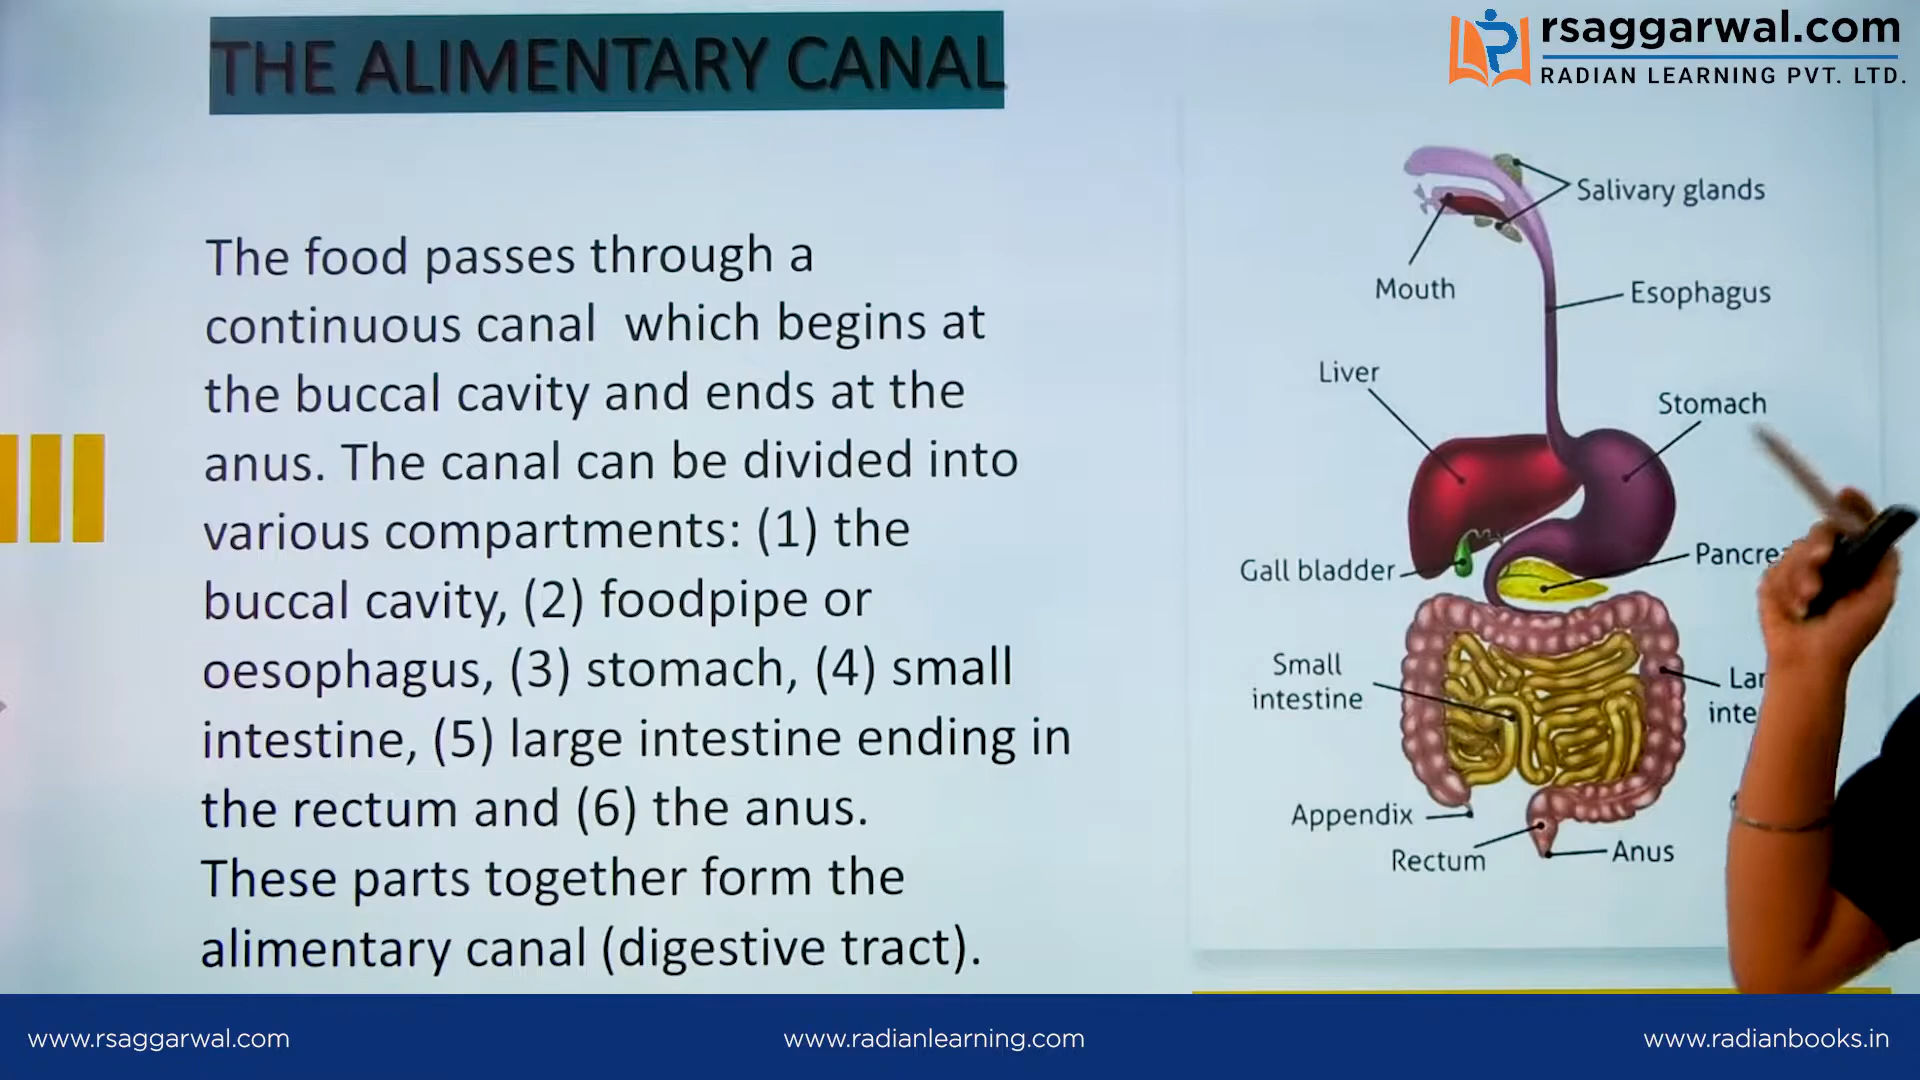 THE ALIMENTARY CANAL
rsaggarwal.com
RADIAN LEARNING PVT. LTD.
The food passes through a
continuous canal which begins at
the buccal cavity and ends at the
anus. The canal can be divided into
various compartments: (1) the
buccal cavity, (2) foodpipe or
oesophagus, (3) stomach, (4) small
intestine, (5) large intestine ending in
the rectum and (6) the anus.
These parts together form the
alimentary canal (digestive tract).
Salivary glands
Mouth
Esophagus
Liver
Stomach
Gall bladder
Small
intestine
Appendix
Rectum
Anus
www.rsaggarwal.com
www.radianlearning.com
www.radianbooks.in